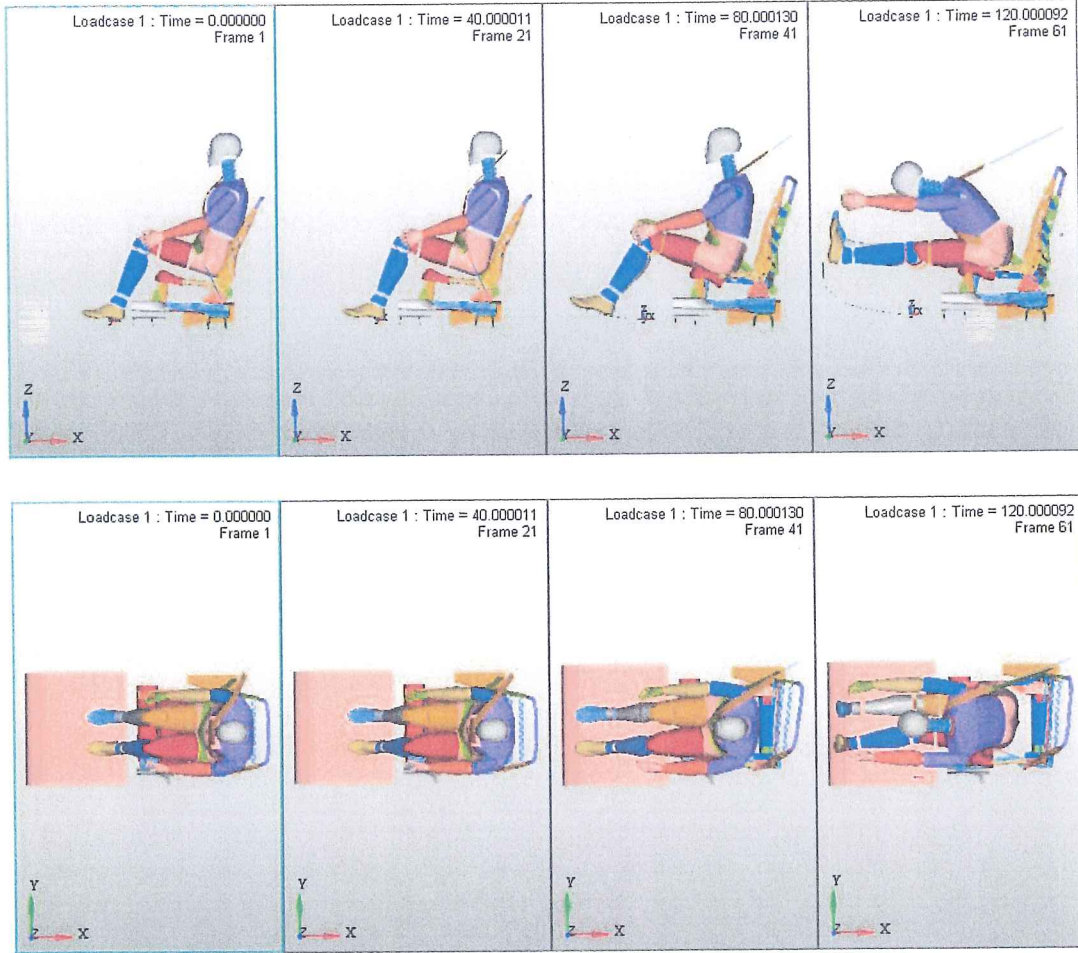 Loadcase 1 : Time = 0.000000
Frame 1
Loadcase 1 : Time = 40.000011
Frame 21
Loadcase 1 : Time = 80.000130
Frame 41
Loadcase 1 : Time = 120.000092
Frame 61
Z
Y X
Z
Y X
Z
Y X
Z
Y X
Loadcase 1 : Time = 0.000000
Frame 1
Loadcase 1 : Time = 40.000011
Frame 21
Loadcase 1 : Time = 80.000130
Frame 41
Loadcase 1 : Time = 120.000092
Frame 61
Y
Z X
Y
Z X
Y
Z X
Y
Z X